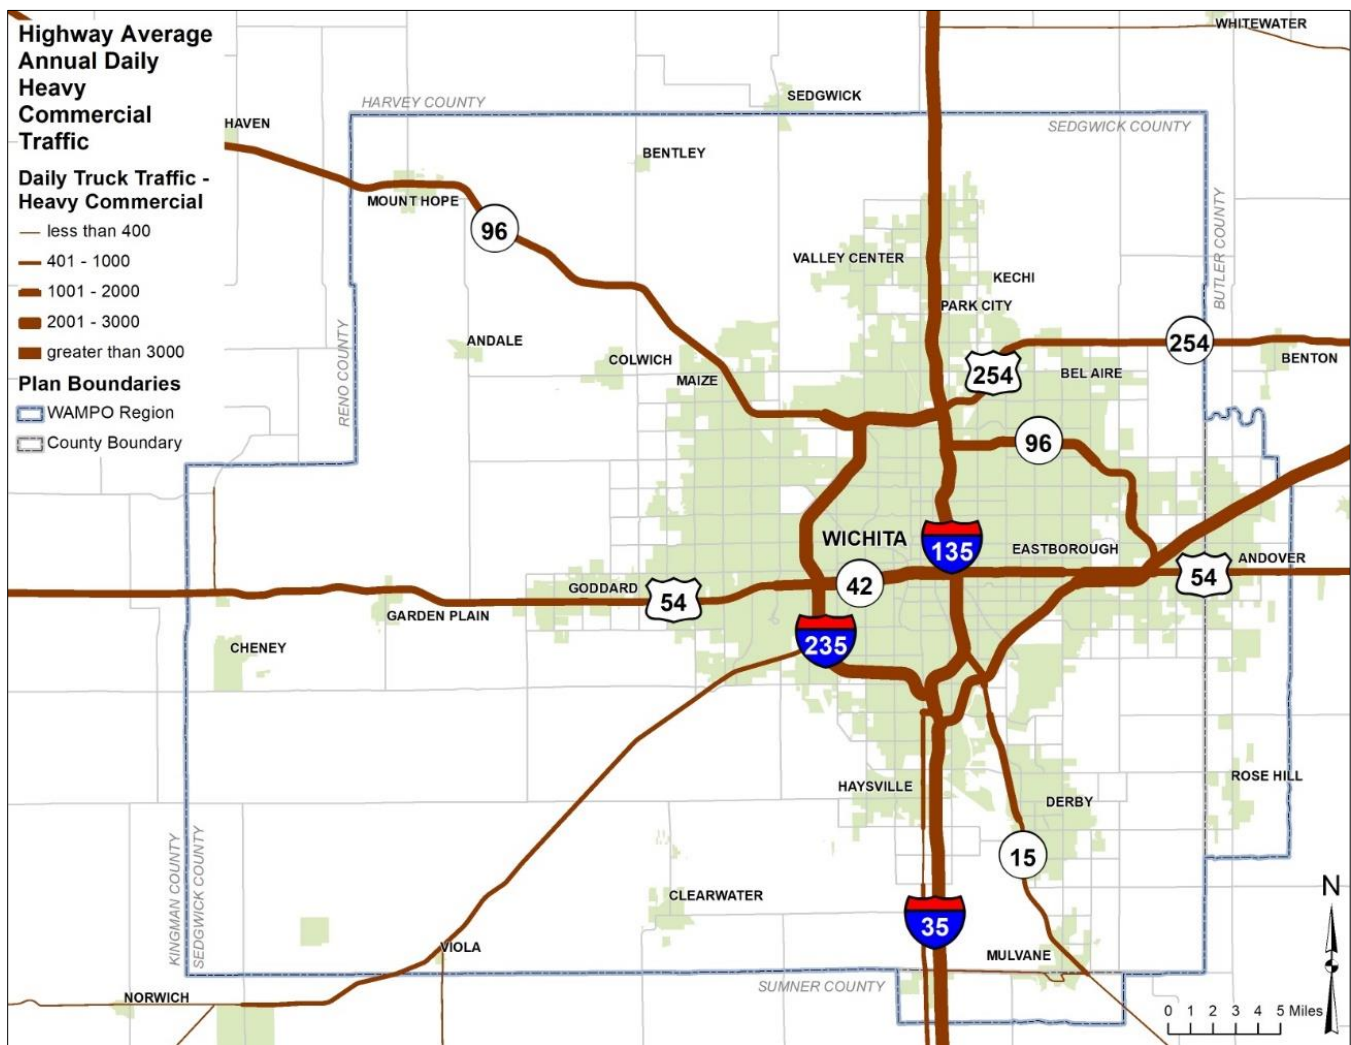 Highway Average
Annual Daily
Heavy
Commercial
Traffic
Daily Truck Traffic -
Heavy Commercial
less than 400
401 - 1000
1001 - 2000
2001 - 3000
greater than 3000
Plan Boundaries
WAMPO Region
County Boundary
WHITEWATER
SEDGWICK
HARVEY COUNTY
SEDGWICK COUNTY
HAVEN
BENTLEY
MOUNT HOPE
96
BUTLER COUNTY
VALLEY CENTER
KECHI
PARK CITY
RENO COUNTY
ANDALE
COLWICH
MAIZE
254
254
BENTON
BEL AIRE
96
WICHITA
135
EASTBOROUGH
ANDOVER
GODDARD
54
42
54
GARDEN PLAIN
CHENEY
235
HAYSVILLE
DERBY
ROSE HILL
15
KINGMAN COUNTY
SEDGWICK COUNTY
CLEARWATER
35
N
VIOLA
MULVANE
NORWICH
SUMNER COUNTY
0 1 2 3 4 5 Miles